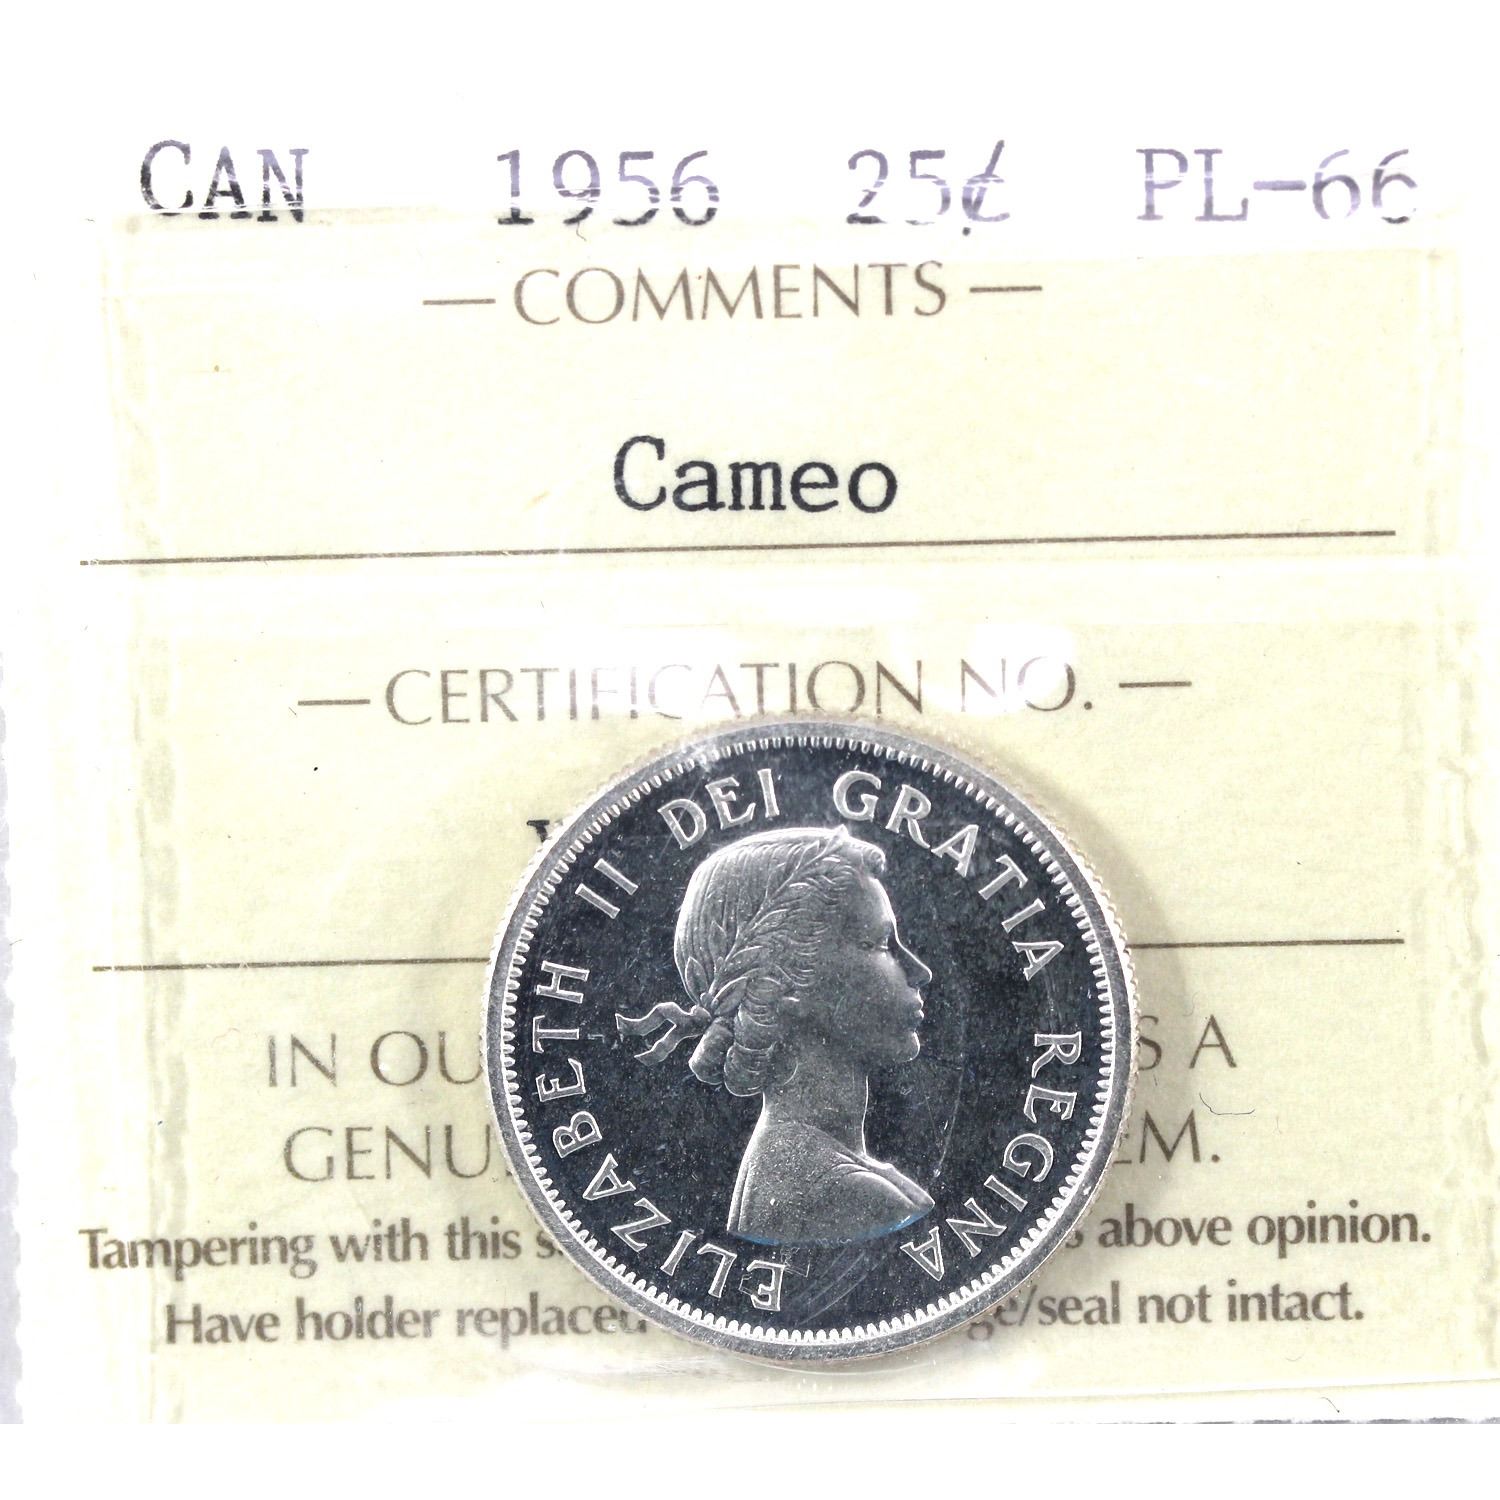 CAN 1956 25¢ PL-66
— COMMENTS —
Cameo
— CERTIFICATION NO. —
ELIZABETH II DEI GRATIA REGINA
IN OU S A
GENU EM.
Tampering with this s above opinion.
Have holder replaced ge/seal not intact.